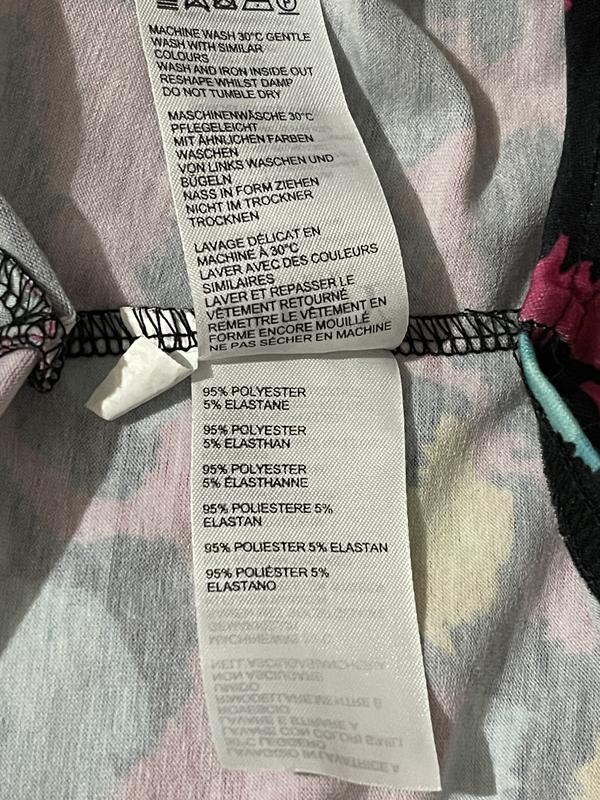 MACHINE WASH 30°C GENTLE
WASH WITH SIMILAR
COLOURS
WASH AND IRON INSIDE OUT
RESHAPE WHILST DAMP
DO NOT TUMBLE DRY
MASCHINENWÄSCHE 30°C
PFLEGELEICHT
MIT ÄHNLICHEN FARBEN
WASCHEN
VON LINKS WASCHEN UND
BÜGELN
NASS IN FORM ZIEHEN
NICHT IM TROCKNER
TROCKNEN
LAVAGE DÉLICAT EN
MACHINE À 30°C
LAVER AVEC DES COULEURS
SIMILAIRES
LAVER ET REPASSER LE
VÊTEMENT RETOURNÉ
REMETTRE LE VÊTEMENT EN
FORME ENCORE MOUILLÉ
NE PAS SÉCHER EN MACHINE
95% POLYESTER
5% ELASTANE
95% POLYESTER
5% ELASTHAN
95% POLYESTER
5% ÉLASTHANNE
95% POLIESTERE 5%
ELASTAN
95% POLIESTER 5% ELASTAN
95% POLIÉSTER 5%
ELASTANO